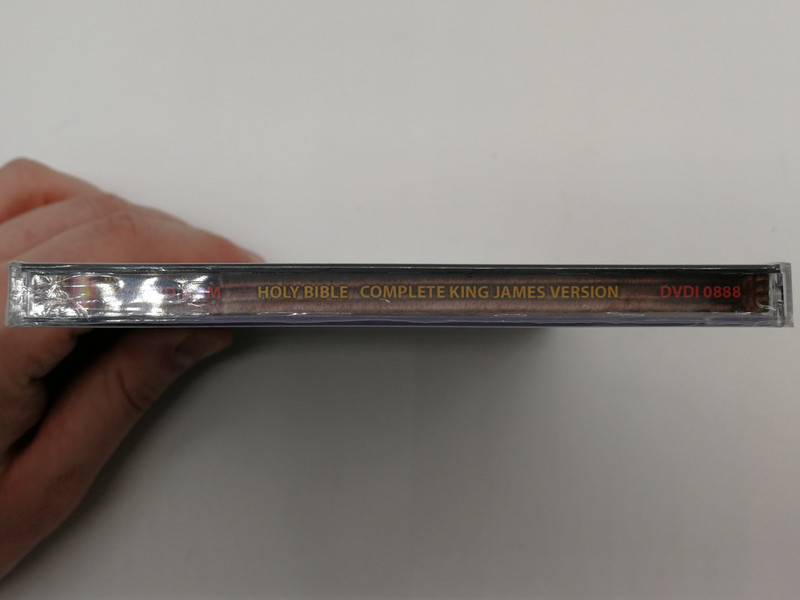 HOLY BIBLE COMPLETE KING JAMES VERSION DVDI 0888